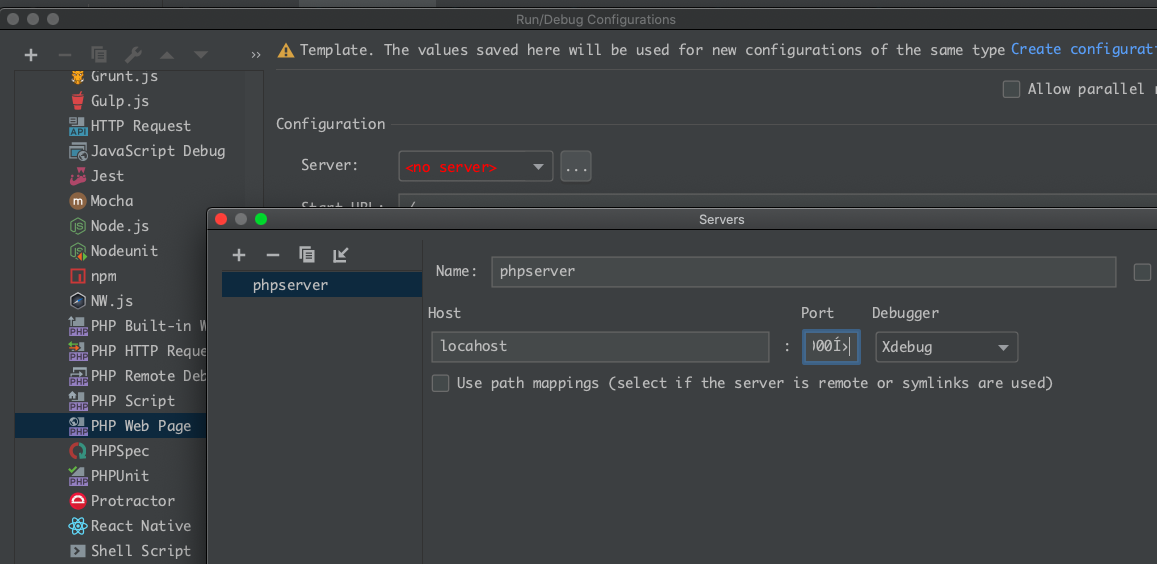 Run/Debug Configurations
Template. The values saved here will be used for new configurations of the same type Create configurat
Allow parallel
Grunt.js
Gulp.js
HTTP Request
JavaScript Debug
Jest
Mocha
Node.js
Nodeunit
npm
NW.js
PHP Built-in W
PHP HTTP Reque
PHP Remote Deb
PHP Script
PHP Web Page
PHPSpec
PHPUnit
Protractor
React Native
Shell Script
Configuration
Server: <no server> ...
Start URL: /
Servers
phpserver
Name: phpserver
Host Port Debugger
locahost : 000Í› Xdebug
Use path mappings (select if the server is remote or symlinks are used)